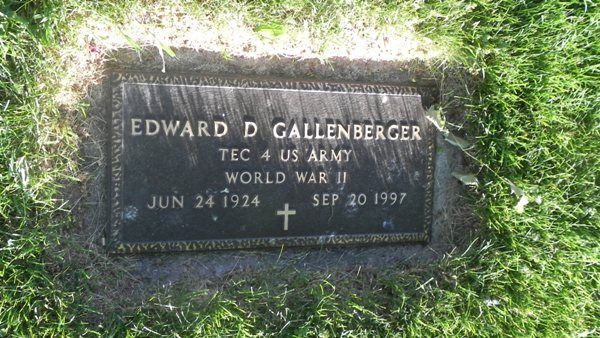 EDWARD D GALLENBERGER
TEC 4 US ARMY
WORLD WAR II
JUN 24 1924 SEP 20 1997